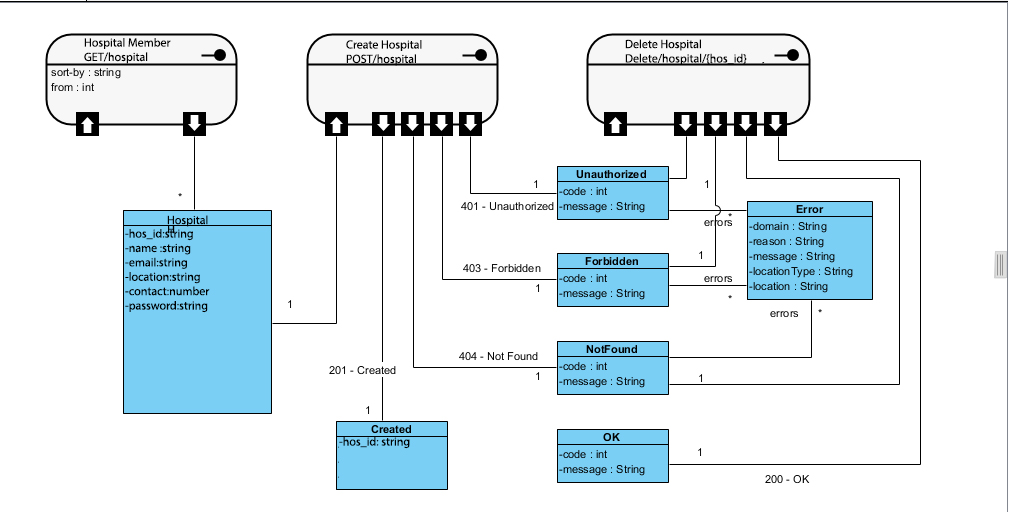 Hospital Member
GET/hospital
sort-by : string
from : int
Create Hospital
POST/hospital
Delete Hospital
Delete/hospital/{hos_id}
*
Hospital
-hos_id:string
-name :string
-email:string
-location:string
-contact:number
-password:string
1
201 - Created
1
Created
-hos_id: string
1
401 - Unauthorized
Unauthorized
-code : int
-message : String
1
errors
*
403 - Forbidden
1
Forbidden
-code : int
-message : String
1
errors
*
Error
-domain : String
-reason : String
-message : String
-locationType : String
-location : String
errors
*
404 - Not Found
1
NotFound
-code : int
-message : String
1
OK
-code : int
-message : String
1
200 - OK